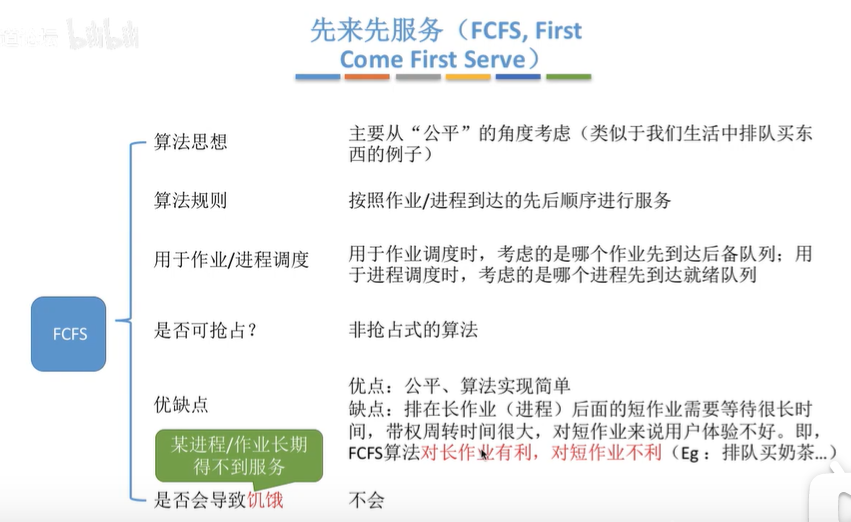 bilibili
先来先服务（FCFS, First
Come First Serve）
算法思想
主要从“公平”的角度考虑（类似于我们生活中排队买东
西的例子）
算法规则
按照作业/进程到达的先后顺序进行服务
用于作业/进程调度
用于作业调度时，考虑的是哪个作业先到达后备队列；用
于进程调度时，考虑的是哪个进程先到达就绪队列
FCFS
是否可抢占？
非抢占式的算法
优缺点
优点：公平、算法实现简单
缺点：排在长作业（进程）后面的短作业需要等待很长时
间，带权周转时间很大，对短作业来说用户体验不好。即，
FCFS算法对长作业有利，对短作业不利（Eg：排队买奶茶…）
某进程/作业长期
得不到服务
是否会导致饥饿
不会